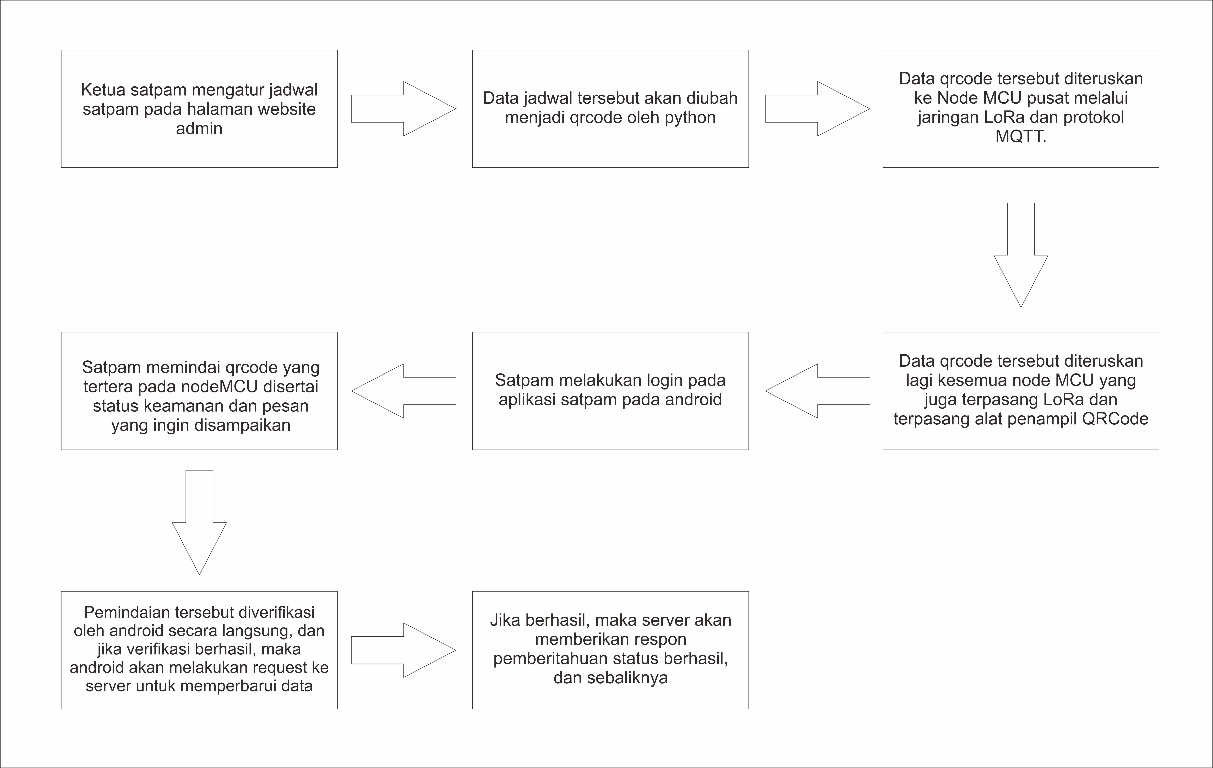 Ketua satpam mengatur jadwal
satpam pada halaman website
admin
Data jadwal tersebut akan diubah
menjadi qrcode oleh python
Data qrcode tersebut diteruskan
ke Node MCU pusat melalui
jaringan LoRa dan protokol
MQTT.
Data qrcode tersebut diteruskan
lagi kesemua node MCU yang
juga terpasang LoRa dan
terpasang alat penampil QRCode
Satpam melakukan login pada
aplikasi satpam pada android
Satpam memindai qrcode yang
tertera pada nodeMCU disertai
status keamanan dan pesan
yang ingin disampaikan
Pemindaian tersebut diverifikasi
oleh android secara langsung, dan
jika verifikasi berhasil, maka
android akan melakukan request ke
server untuk memperbarui data
Jika berhasil, maka server akan
memberikan respon
pemberitahuan status berhasil,
dan sebaliknya